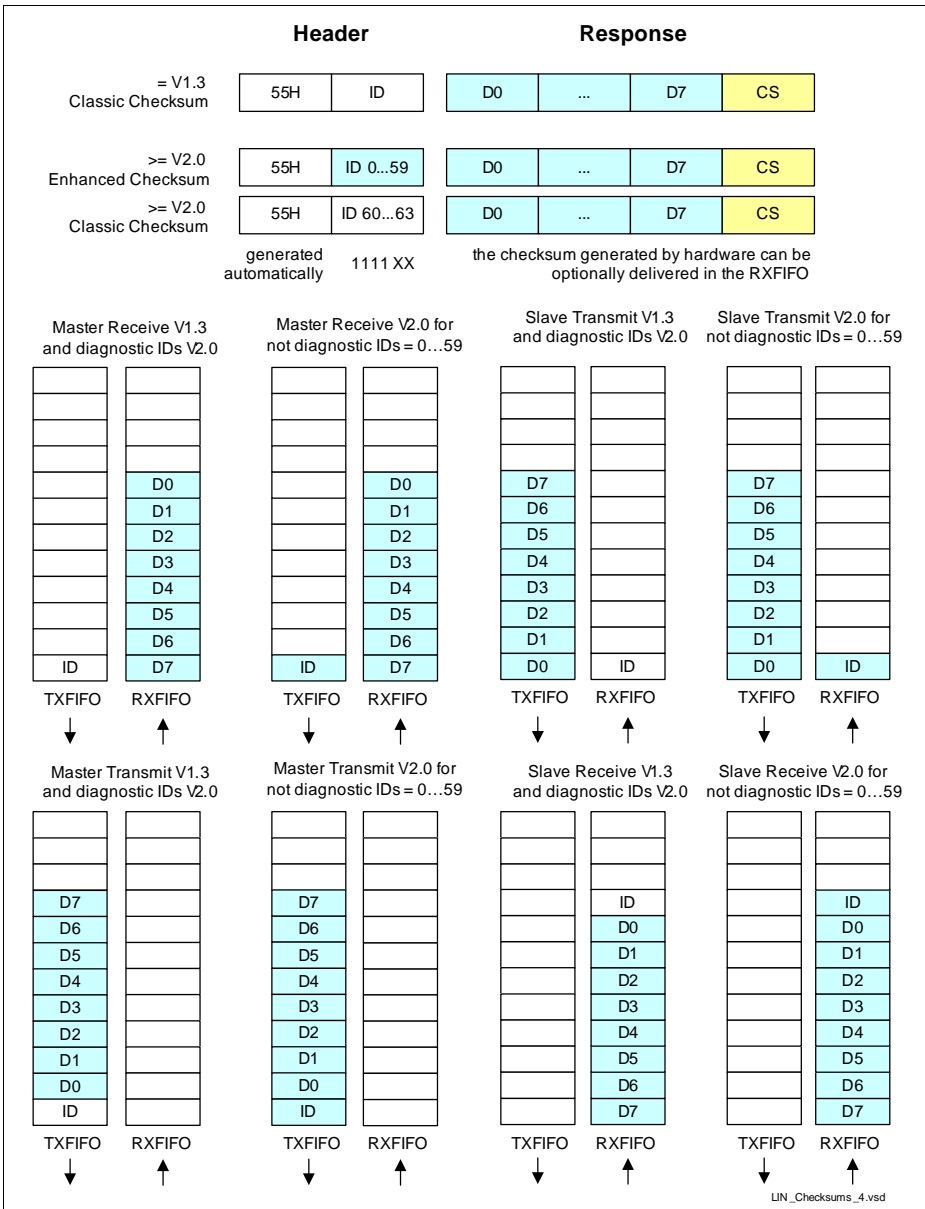 Header Response
= V1.3
Classic Checksum
55H ID D0 ... D7 CS
>= V2.0
Enhanced Checksum
55H ID 0...59 D0 ... D7 CS
>= V2.0
Classic Checksum
55H ID 60...63 D0 ... D7 CS
generated
automatically
1111 XX
the checksum generated by hardware can be
optionally delivered in the RXFIFO
Master Receive V1.3
and diagnostic IDs V2.0
Master Receive V2.0 for
not diagnostic IDs = 0...59
Slave Transmit V1.3
and diagnostic IDs V2.0
Slave Transmit V2.0 for
not diagnostic IDs = 0...59
D0 D0 D7 D7
D1 D1 D6 D6
D2 D2 D5 D5
D3 D3 D4 D4
D4 D4 D3 D3
D5 D5 D2 D2
D6 D6 D1 D1
ID D7 ID D7 D0 ID D0 ID
TXFIFO RXFIFO TXFIFO RXFIFO TXFIFO RXFIFO TXFIFO RXFIFO
Master Transmit V1.3
and diagnostic IDs V2.0
Master Transmit V2.0 for
not diagnostic IDs = 0...59
Slave Receive V1.3
and diagnostic IDs V2.0
Slave Receive V2.0 for
not diagnostic IDs = 0...59
D7 D7 ID ID
D6 D6 D0 D0
D5 D5 D1 D1
D4 D4 D2 D2
D3 D3 D3 D3
D2 D2 D4 D4
D1 D1 D5 D5
D0 D0 D6 D6
ID ID D7 D7
TXFIFO RXFIFO TXFIFO RXFIFO TXFIFO RXFIFO TXFIFO RXFIFO
LIN_Checksums_4.vsd